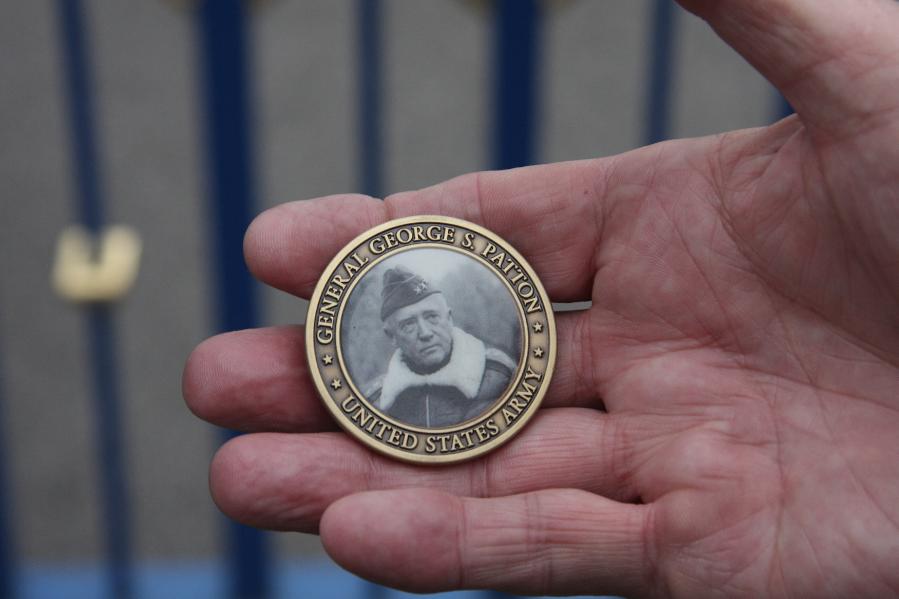 GENERAL GEORGE S. PATTON
UNITED STATES ARMY